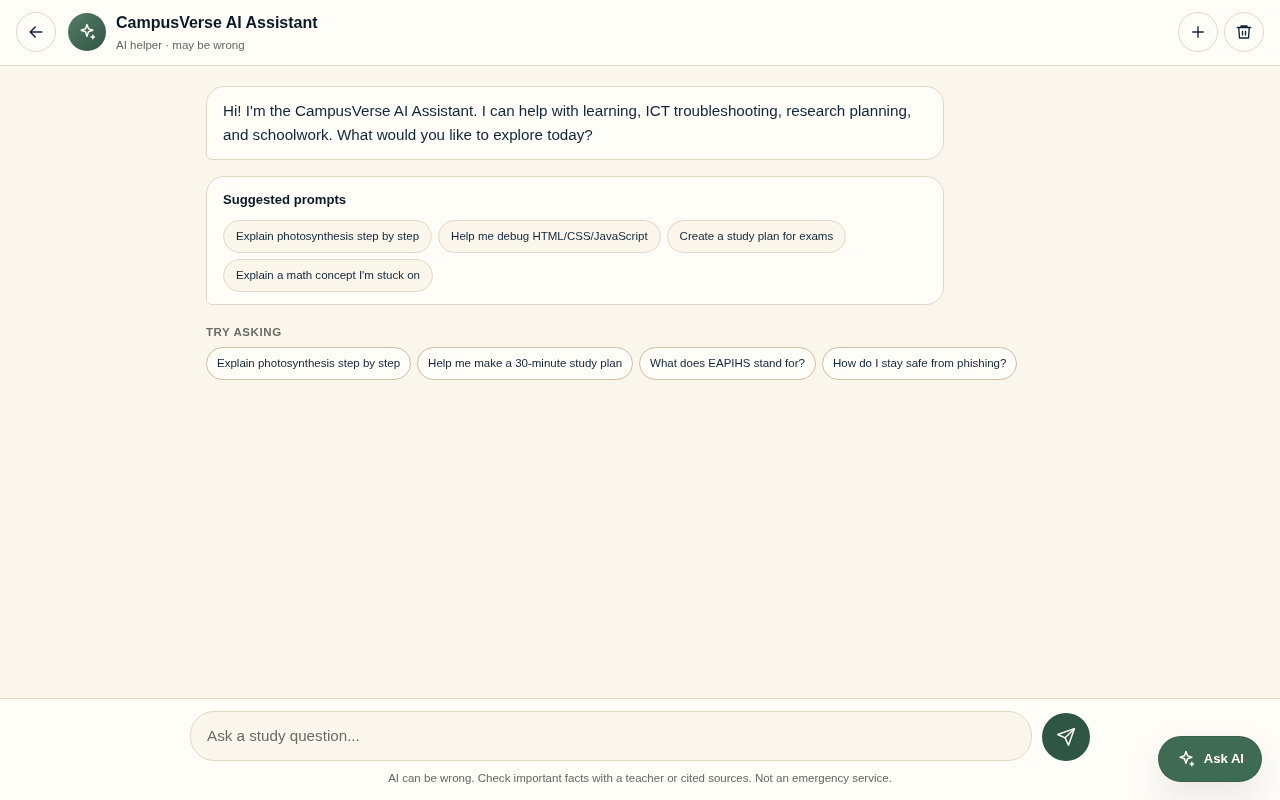 CampusVerse AI Assistant
AI helper · may be wrong
Hi! I'm the CampusVerse AI Assistant. I can help with learning, ICT troubleshooting, research planning,
and schoolwork. What would you like to explore today?
Suggested prompts
Explain photosynthesis step by step
Help me debug HTML/CSS/JavaScript
Create a study plan for exams
Explain a math concept I'm stuck on
TRY ASKING
Explain photosynthesis step by step
Help me make a 30-minute study plan
What does EAPIHS stand for?
How do I stay safe from phishing?
Ask a study question...
Ask AI
AI can be wrong. Check important facts with a teacher or cited sources. Not an emergency service.